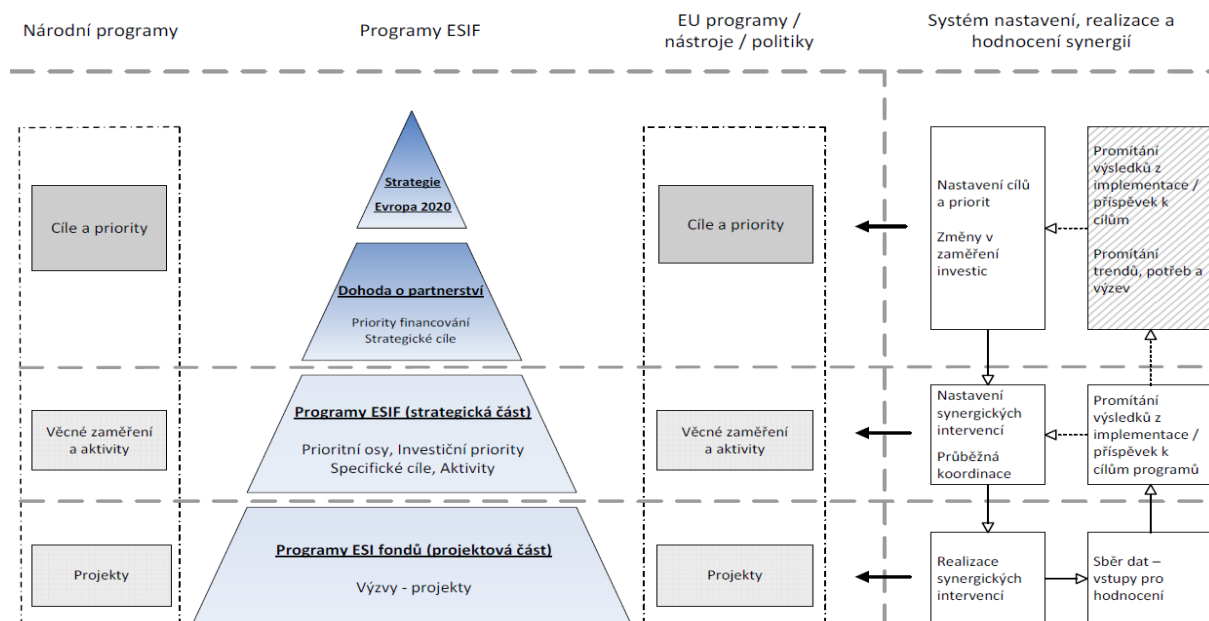 Národní programy
Programy ESIF
EU programy /
nástroje / politiky
Systém nastavení, realizace a
hodnocení synergií
Cíle a priority
Strategie
Evropa 2020
Dohoda o partnerství
Priority financování
Strategické cíle
Cíle a priority
Nastavení cílů
a priorit
Změny v
zaměření
investic
Promítání
výsledků z
implementace /
příspěvek k
cílům
Promítání
trendů, potřeb a
výzev
Věcné zaměření
a aktivity
Programy ESIF (strategická část)
Prioritní osy, Investiční priority
Specifické cíle, Aktivity
Věcné zaměření
a aktivity
Nastavení
synergických
intervencí
Průběžná
koordinace
Promítání
výsledků z
implementace /
příspěvek k
cílům programů
Projekty
Programy ESI fondů (projektová část)
Výzvy - projekty
Projekty
Realizace
synergických
intervencí
Sběr dat –
vstupy pro
hodnocení